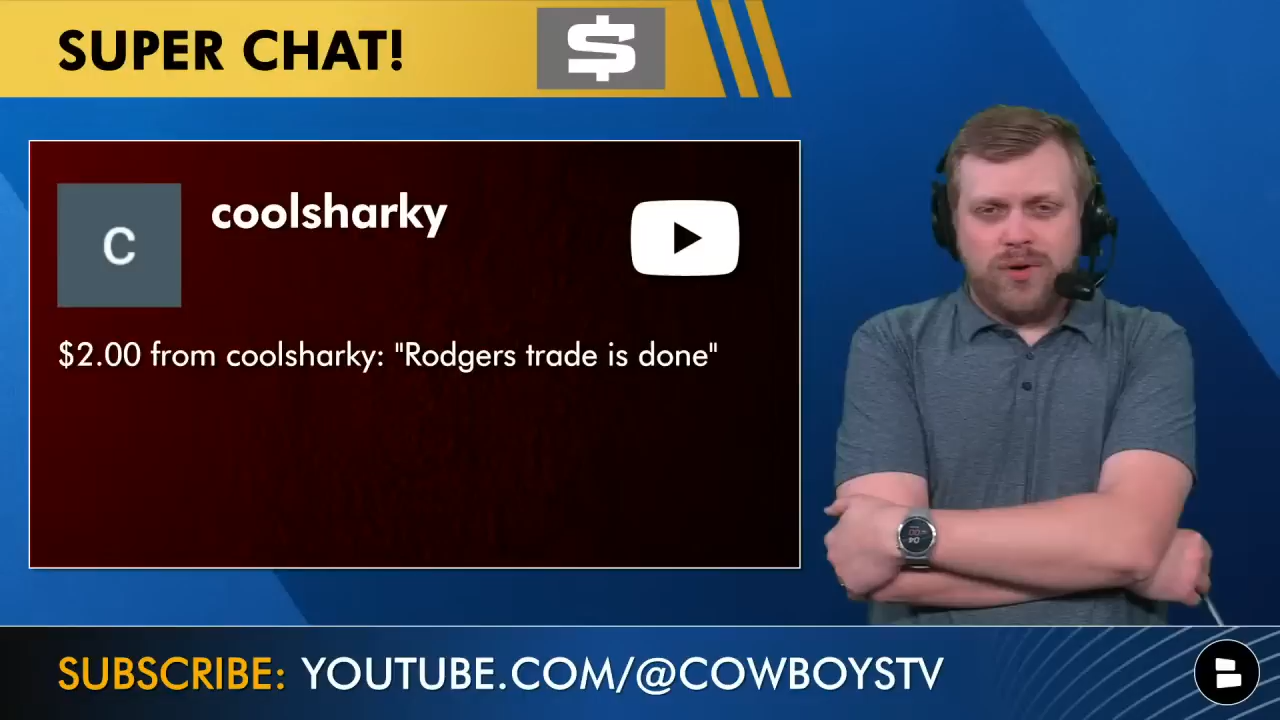 SUPER CHAT!
$
C
coolsharky
$2.00 from coolsharky: "Rodgers trade is done"
SUBSCRIBE: YOUTUBE.COM/@COWBOYSTV